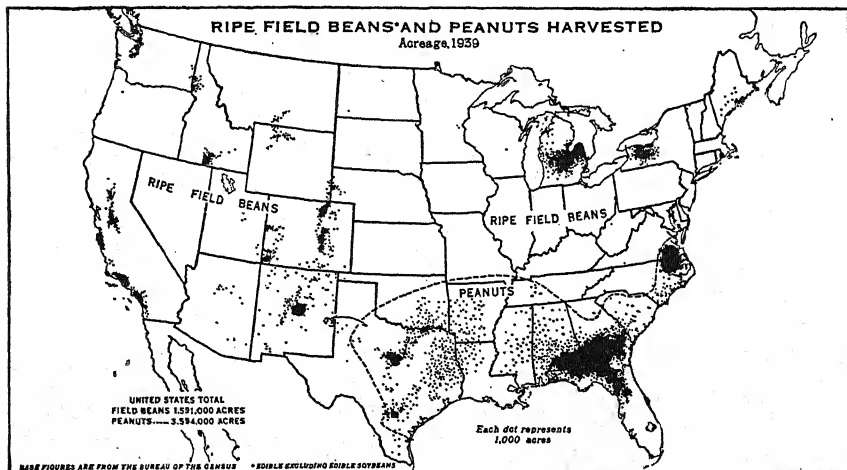 RIPE FIELD BEANS* AND PEANUTS HARVESTED
Acreage, 1939
RIPE FIELD BEANS
RIPE FIELD BEANS
PEANUTS
UNITED STATES TOTAL
FIELD BEANS 1,591,000 ACRES
PEANUTS------ 3,594,000 ACRES
Each dot represents
1,000 acres
BASE FIGURES ARE FROM THE BUREAU OF THE CENSUS * EDIBLE EXCLUDING EDIBLE SOYBEANS